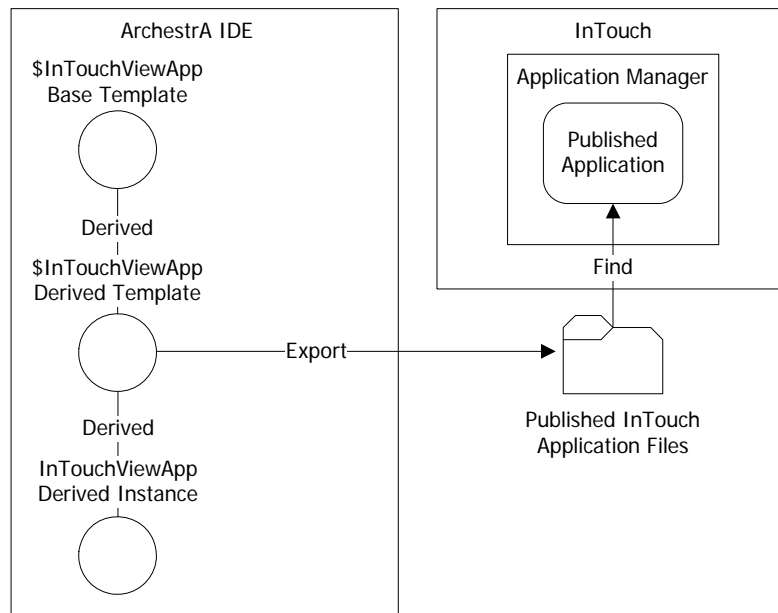 ArchestrA IDE
$InTouchViewApp
Base Template
Derived
$InTouchViewApp
Derived Template
Export
Derived
InTouchViewApp
Derived Instance
InTouch
Application Manager
Published
Application
Find
Published InTouch
Application Files